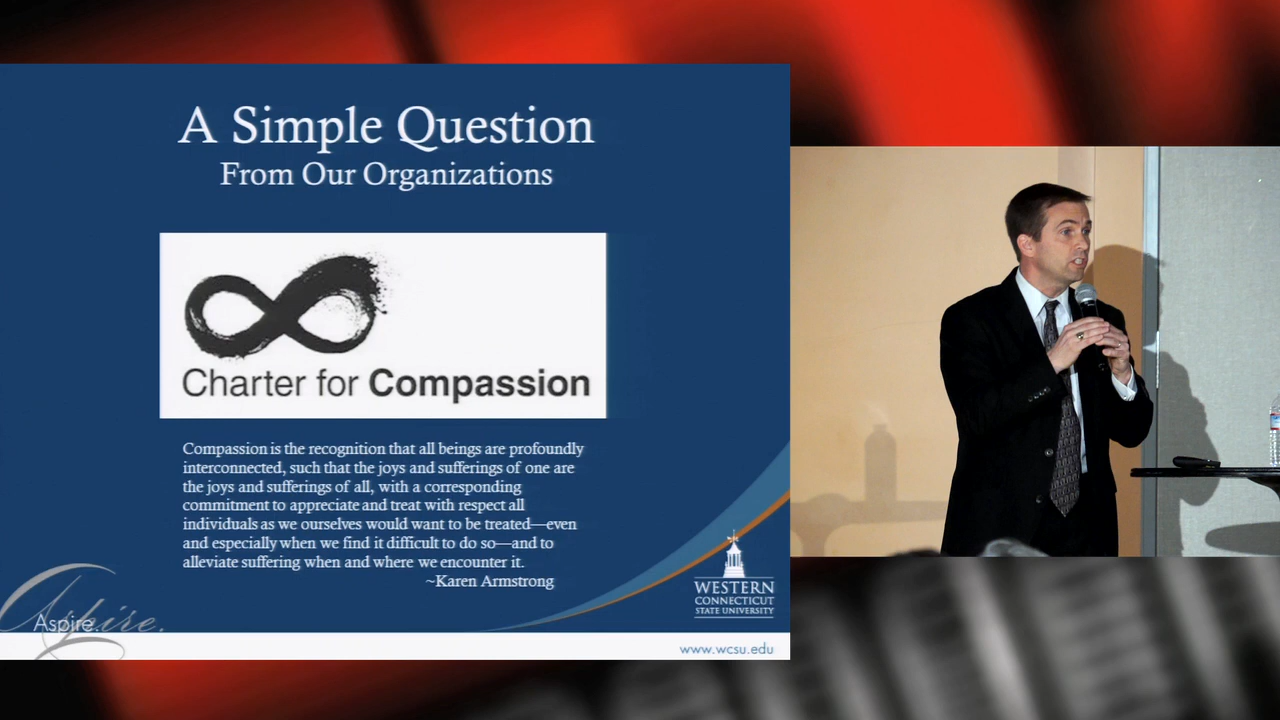 A Simple Question
From Our Organizations
Charter for Compassion
Compassion is the recognition that all beings are profoundly
interconnected, such that the joys and sufferings of one are
the joys and sufferings of all, with a corresponding
commitment to appreciate and treat with respect all
individuals as we ourselves would want to be treated—even
and especially when we find it difficult to do so—and to
alleviate suffering when and where we encounter it.
~Karen Armstrong
Aspire.
Aspire.
WESTERN
CONNECTICUT
STATE UNIVERSITY
www.wcsu.edu